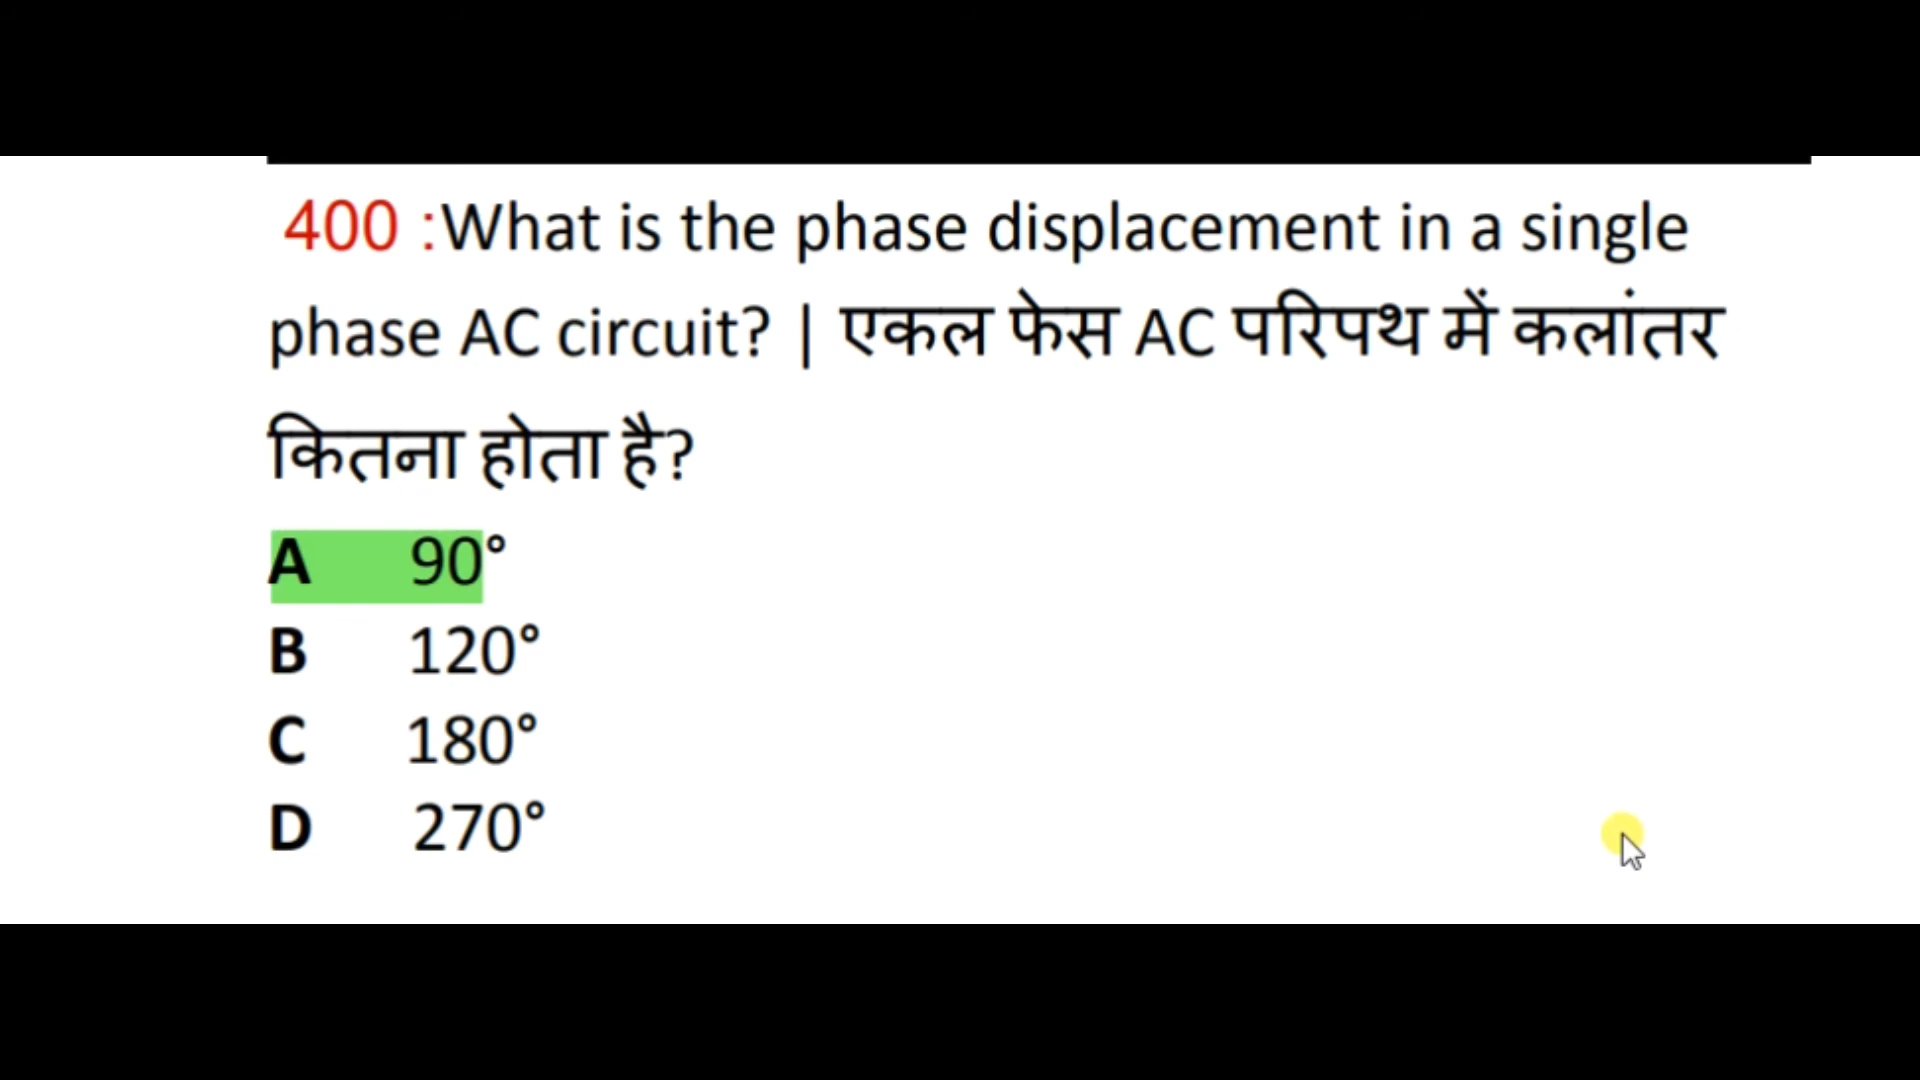 400 :What is the phase displacement in a single
phase AC circuit? | एकल फेस AC परिपथ में कलांतर
कितना होता है?
A 90°
B 120°
C 180°
D 270°